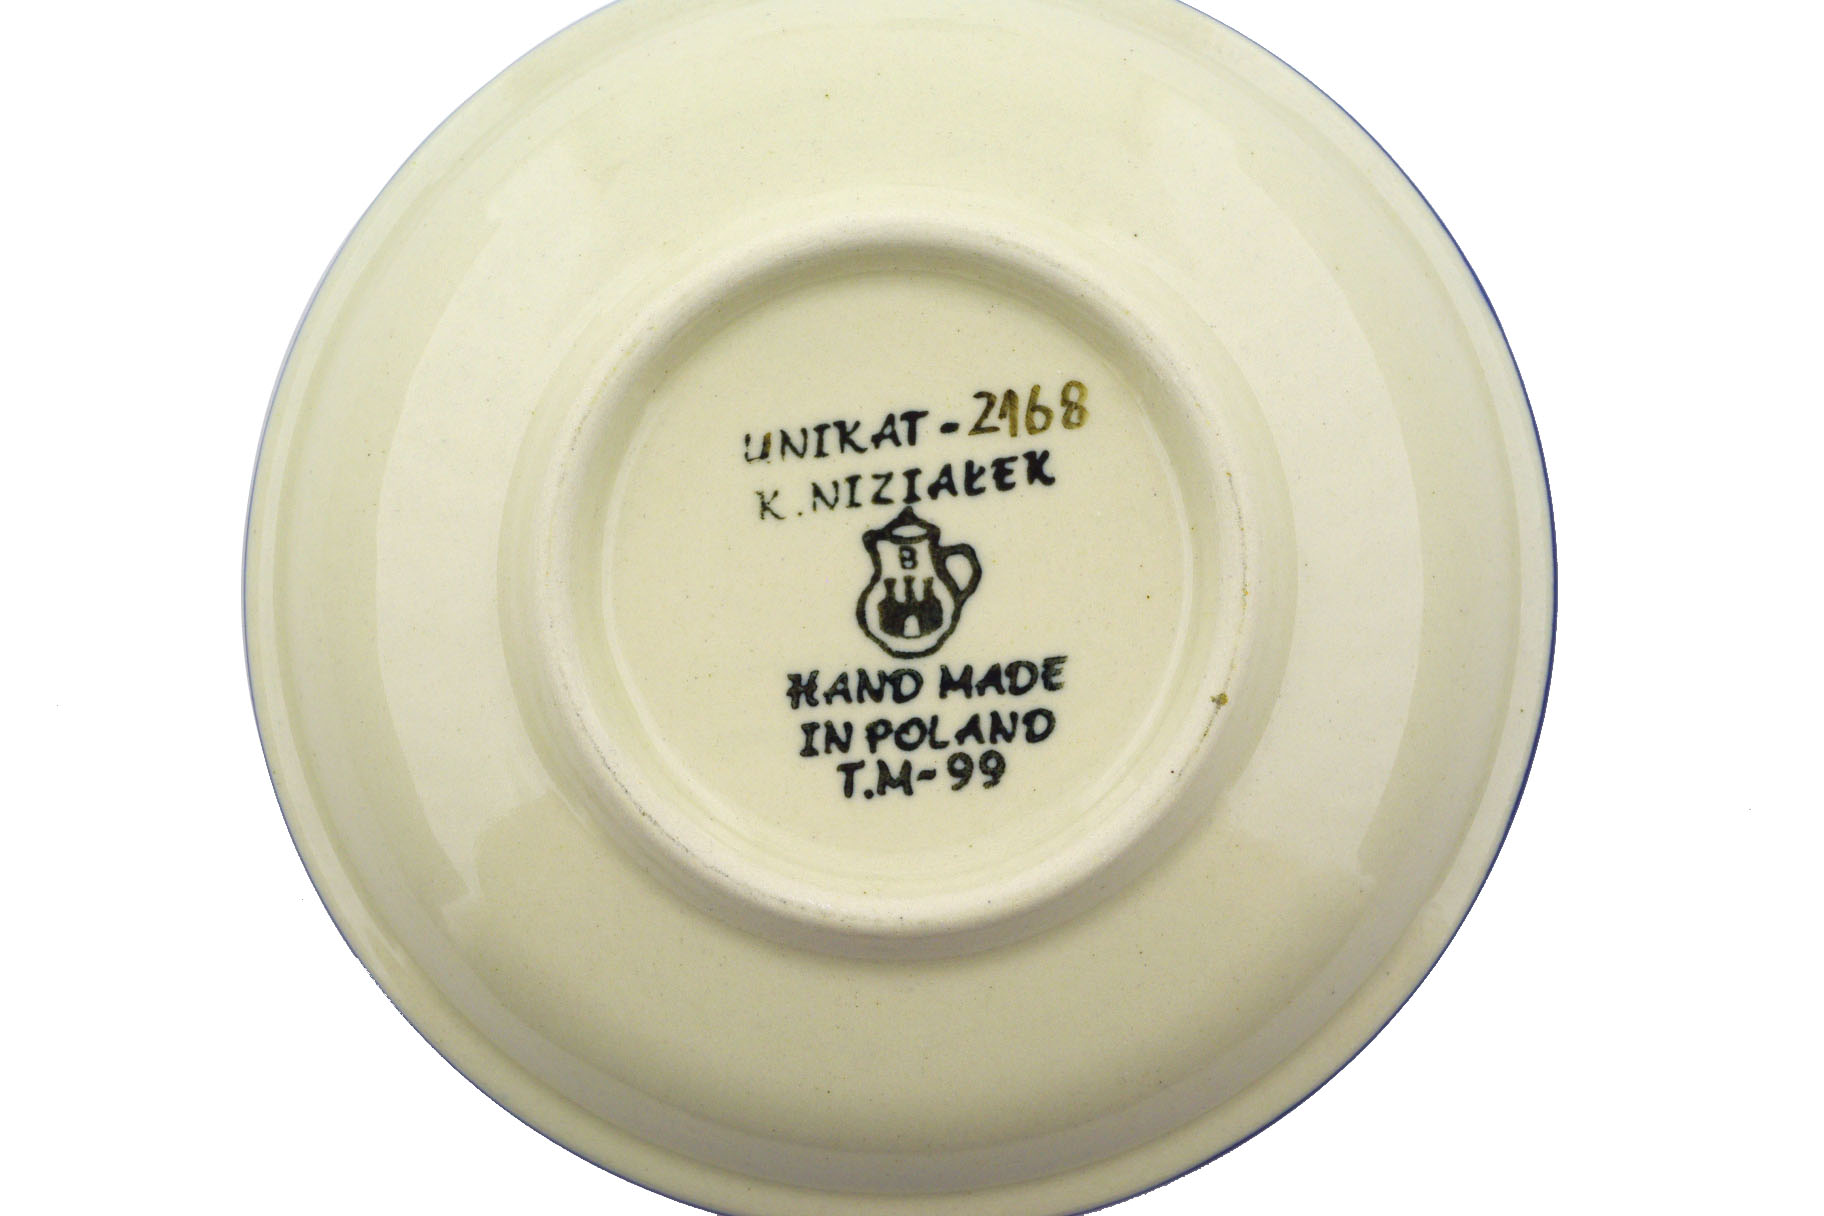 UNIKAT - 2168
K. NIZIAŁEK
B
HAND MADE
IN POLAND
T.M-99